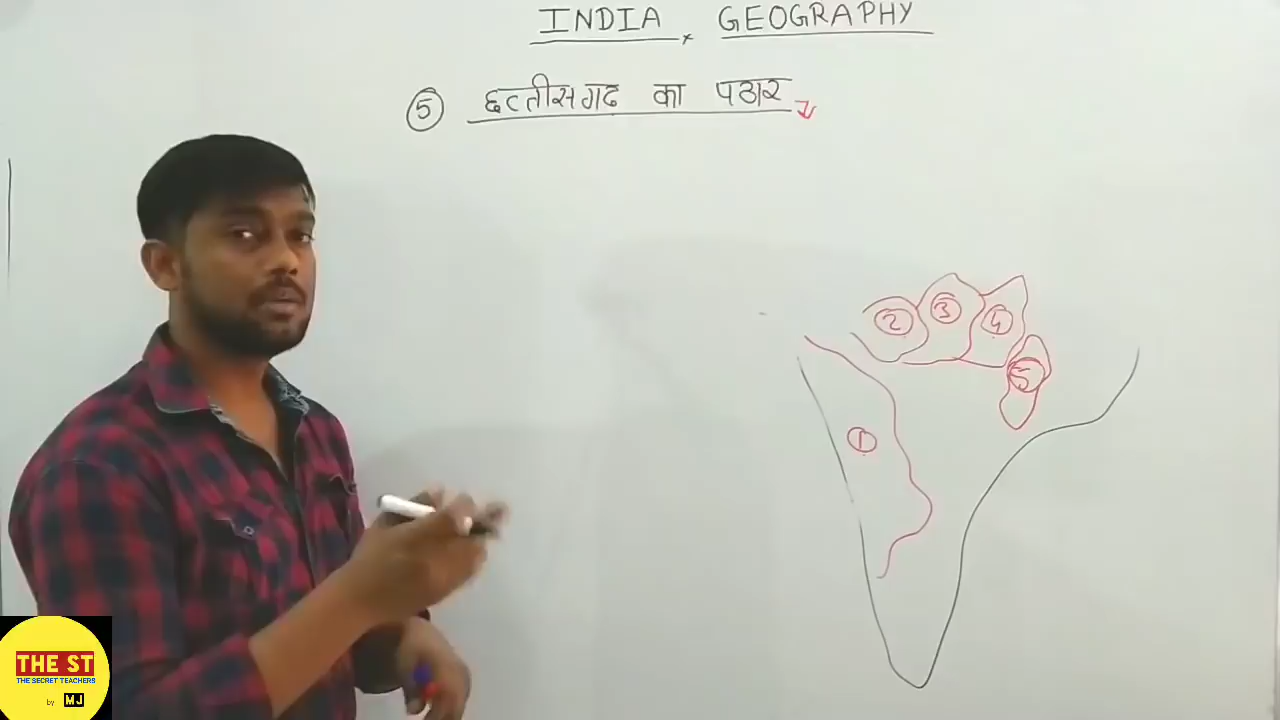 INDIA, GEOGRAPHY
⑤ छत्तीसगढ का पठार
② ③ ④
⑤
①
THE ST
THE SECRET TEACHERS
by MJ